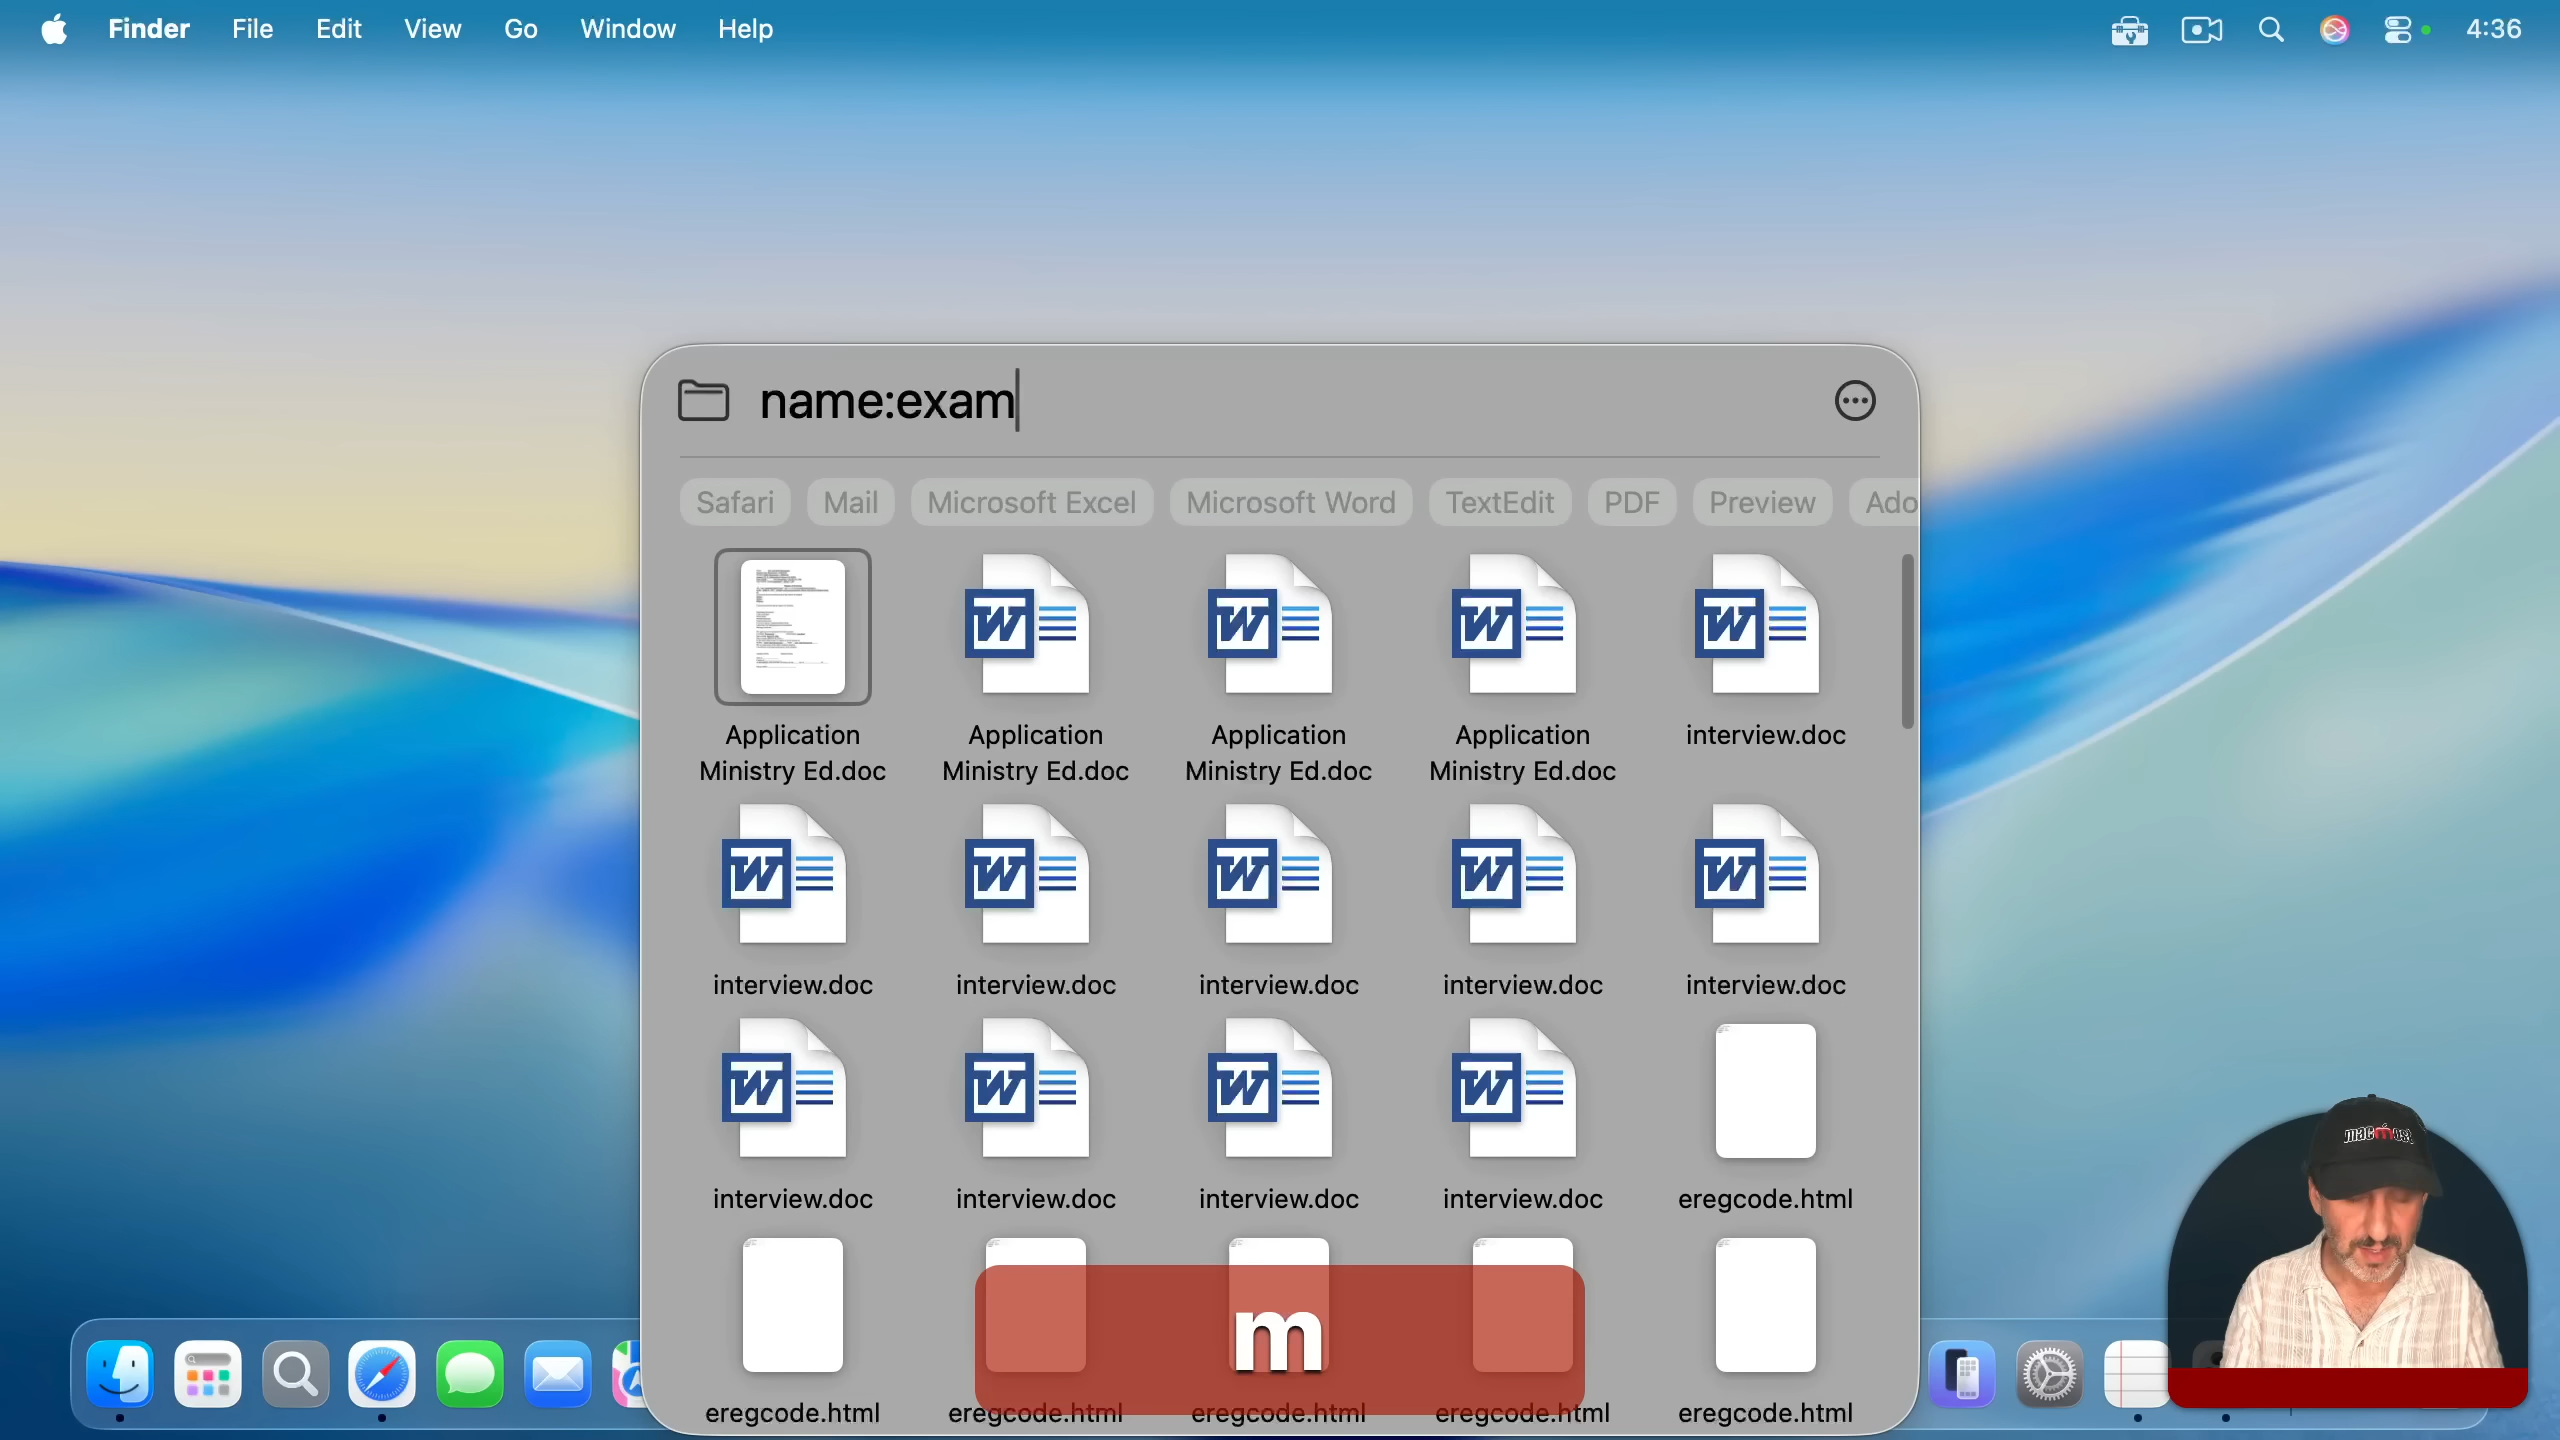 Finder File Edit View Go Window Help 4:36
name:exam
Safari Mail Microsoft Excel Microsoft Word TextEdit PDF Preview Ado
Application Application Application Application interview.doc
Ministry Ed.doc Ministry Ed.doc Ministry Ed.doc Ministry Ed.doc
interview.doc interview.doc interview.doc interview.doc interview.doc
interview.doc interview.doc interview.doc interview.doc eregcode.html
eregcode.html eregcode.html eregcode.html eregcode.html eregcode.html
m
macmost